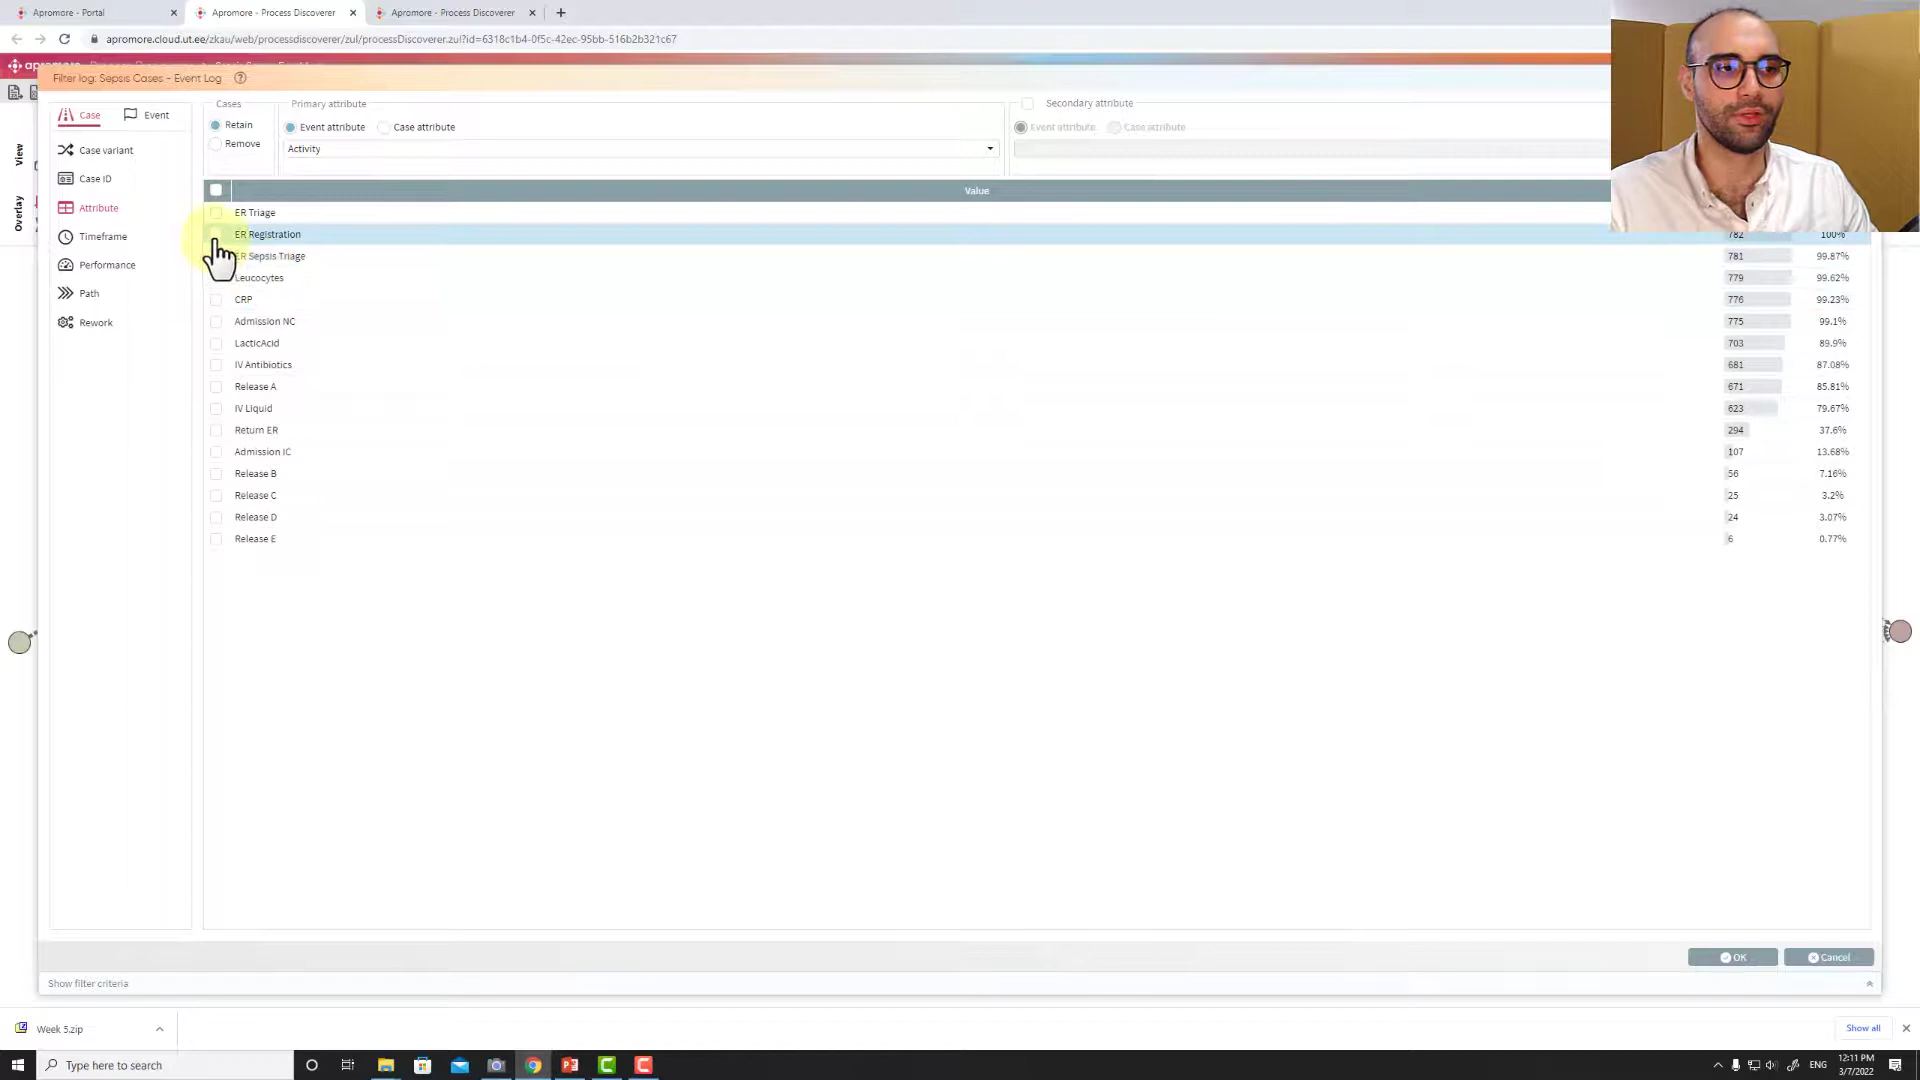 Apromore - Portal
Apromore - Process Discoverer
Apromore - Process Discoverer
apromore.cloud.ut.ee/zkau/web/processdiscoverer/zul/processDiscoverer.zul?id=6318c1b4-0f5c-42ec-95bb-516b2b321c67
Filter log: Sepsis Cases - Event Log
View
Overlay
Case
Event
Case variant
Case ID
Attribute
Timeframe
Performance
Path
Rework
Cases
Retain
Remove
Primary attribute
Event attribute
Case attribute
Activity
Secondary attribute
Event attribute
Case attribute
Value
ER Triage
ER Registration 782 100%
ER Sepsis Triage 781 99.87%
Leucocytes 779 99.62%
CRP 776 99.23%
Admission NC 775 99.1%
LacticAcid 703 89.9%
IV Antibiotics 681 87.08%
Release A 671 85.81%
IV Liquid 623 79.67%
Return ER 294 37.6%
Admission IC 107 13.68%
Release B 56 7.16%
Release C 25 3.2%
Release D 24 3.07%
Release E 6 0.77%
OK
Cancel
Show filter criteria
Week 5.zip
Show all
Type here to search
ENG
12:11 PM
3/7/2022